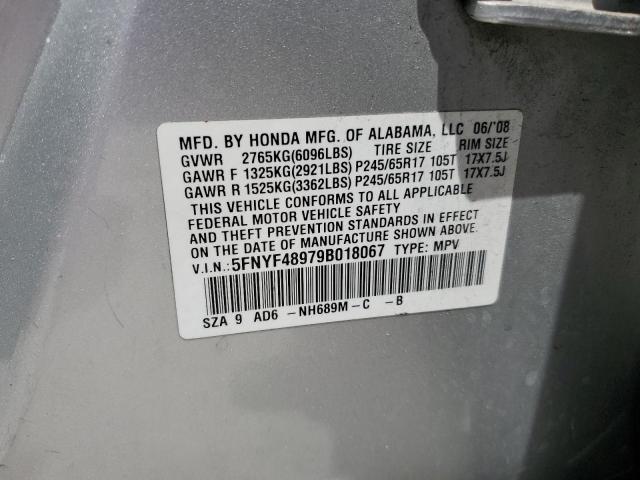 MFD. BY HONDA MFG. OF ALABAMA, LLC 06/'08
GVWR 2765KG(6096LBS) TIRE SIZE RIM SIZE
GAWR F 1325KG(2921LBS) P245/65R17 105T 17X7.5J
GAWR R 1525KG(3362LBS) P245/65R17 105T 17X7.5J
THIS VEHICLE CONFORMS TO ALL APPLICABLE
FEDERAL MOTOR VEHICLE SAFETY
AND THEFT PREVENTION STANDARDS IN EFFECT
ON THE DATE OF MANUFACTURE SHOWN ABOVE.
V.I.N.: 5FNYF48979B018067 TYPE: MPV
SZA 9 AD6 -NH689M-C -B